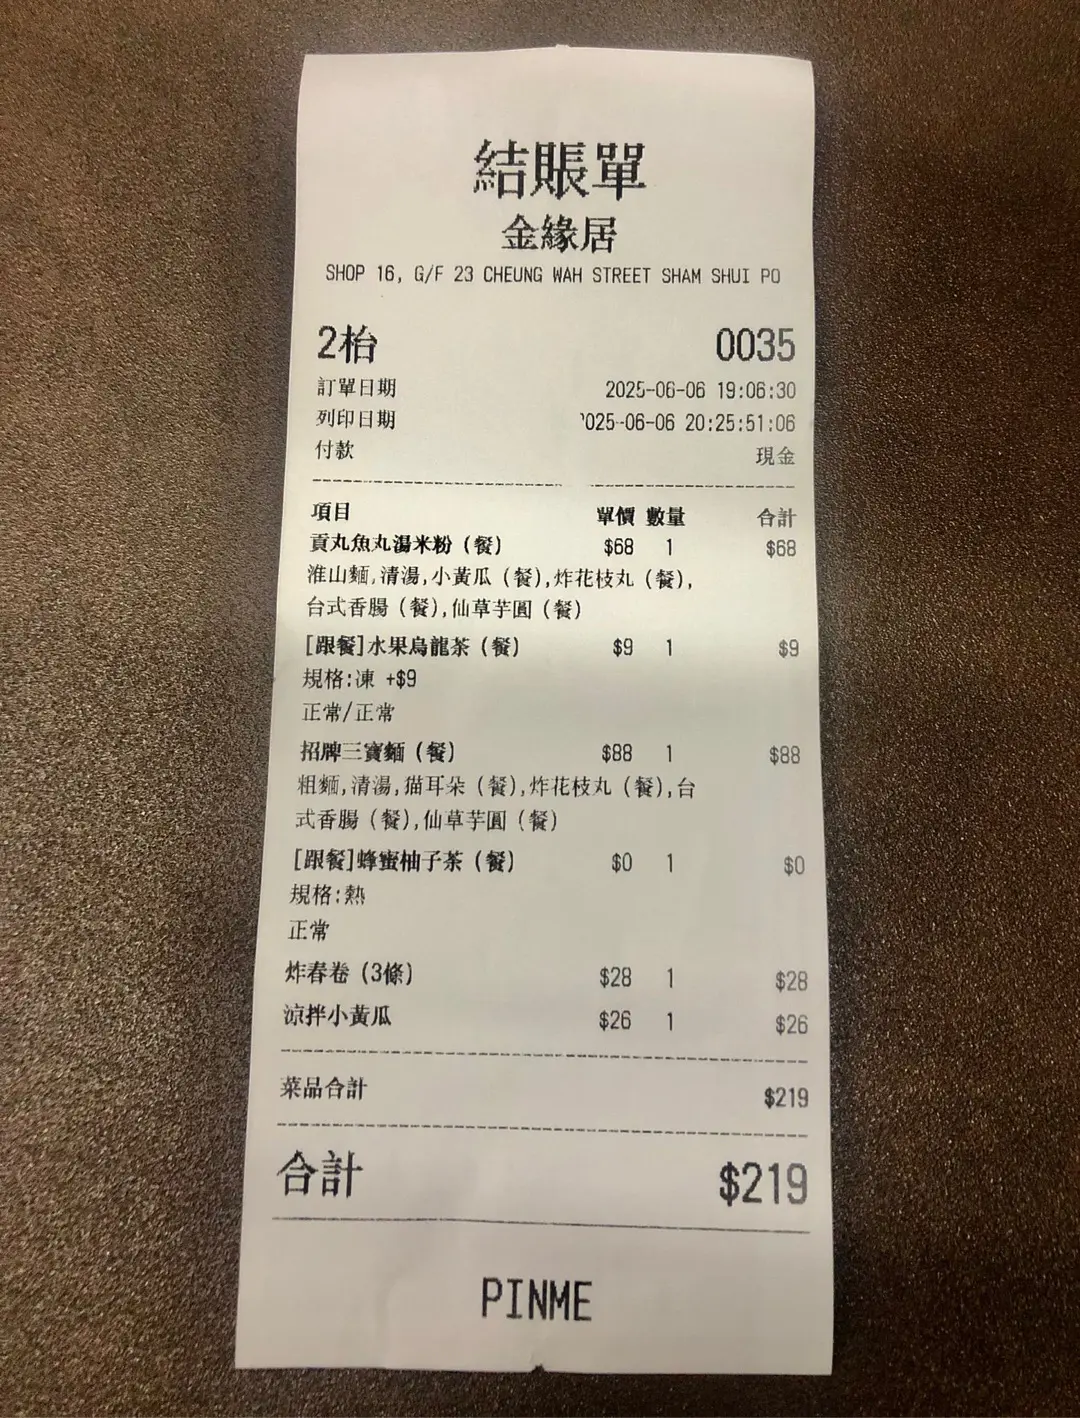 結賬單
金緣居
SHOP 16, G/F 23 CHEUNG WAH STREET SHAM SHUI PO
2枱 0035
訂單日期 2025-06-06 19:06:30
列印日期 2025-06-06 20:25:51:06
付款 現金
項目 單價 數量 合計
貢丸魚丸湯米粉（餐） $68 1 $68
淮山麵,清湯,小黃瓜（餐）,炸花枝丸（餐）,
台式香腸（餐）,仙草芋圓（餐）
[跟餐]水果烏龍茶（餐） $9 1 $9
規格:凍 +$9
正常/正常
招牌三寶麵（餐） $88 1 $88
粗麵,清湯,猫耳朵（餐）,炸花枝丸（餐）,台
式香腸（餐）,仙草芋圓（餐）
[跟餐]蜂蜜柚子茶（餐） $0 1 $0
規格:熱
正常
炸春卷（3條） $28 1 $28
涼拌小黃瓜 $26 1 $26
菜品合計 $219
合計 $219
PINME